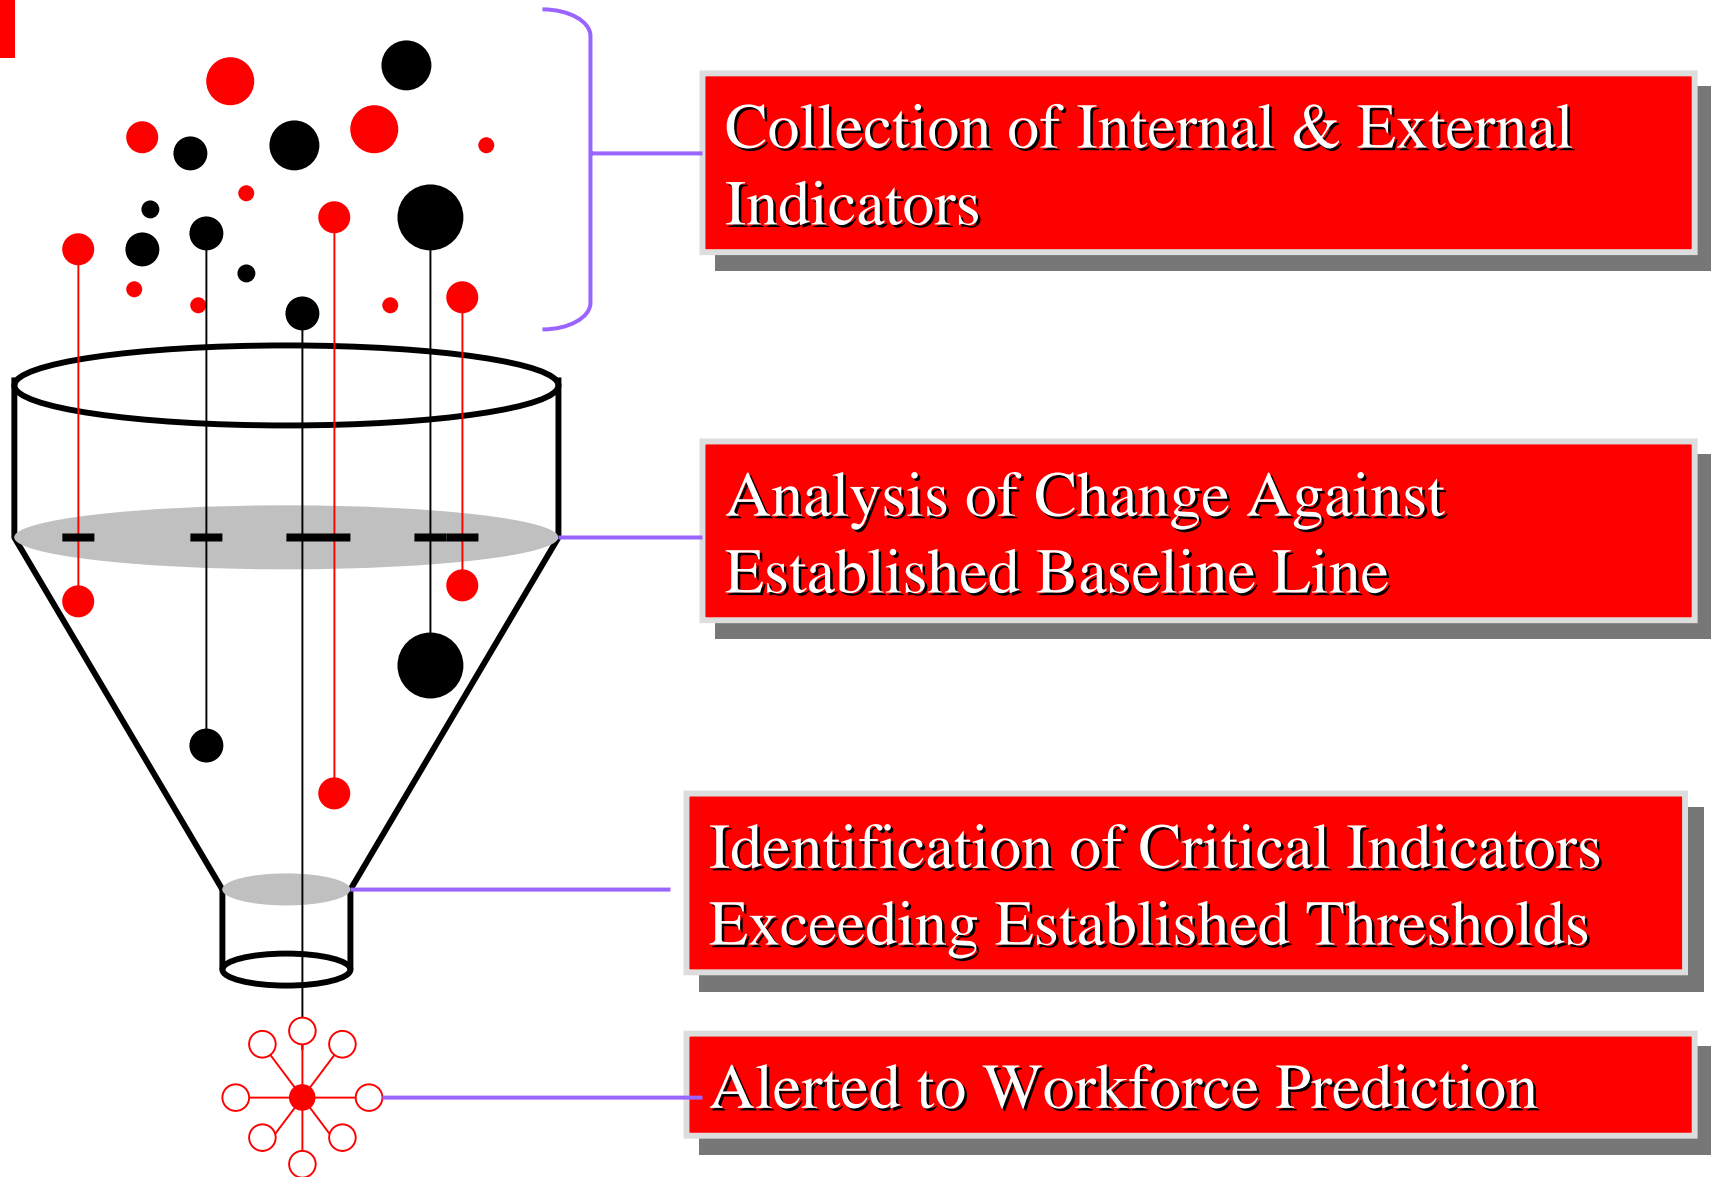 Collection of Internal & External
Indicators
Analysis of Change Against
Established Baseline Line
Identification of Critical Indicators
Exceeding Established Thresholds
Alerted to Workforce Prediction